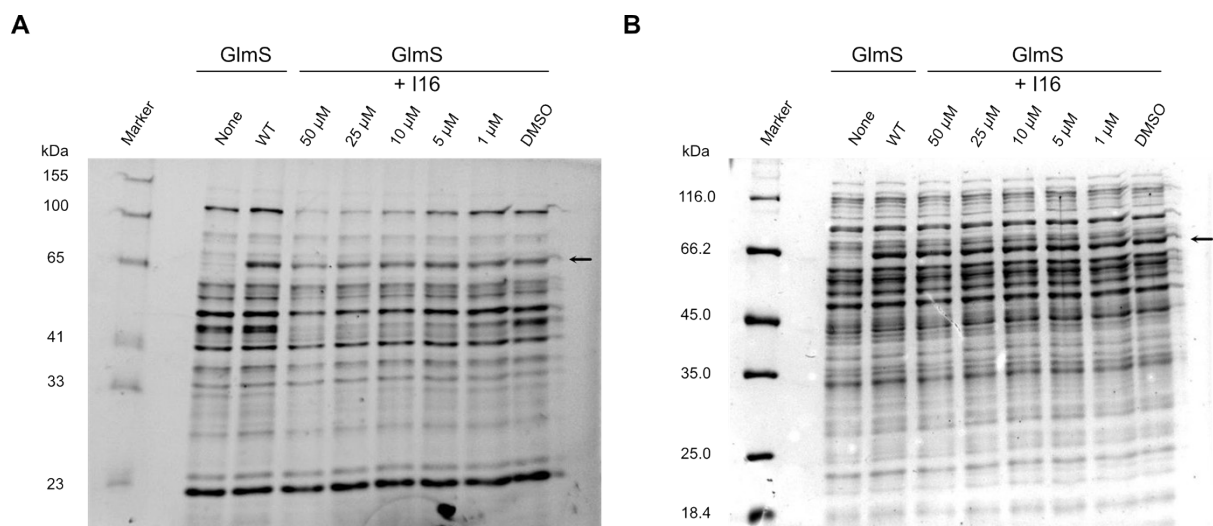 A
GlmS GlmS
+ I16
Marker None WT 50 µM 25 µM 10 µM 5 µM 1 µM DMSO
kDa
155
100
65
41
33
23
B
GlmS GlmS
+ I16
Marker None WT 50 µM 25 µM 10 µM 5 µM 1 µM DMSO
kDa
116.0
66.2
45.0
35.0
25.0
18.4